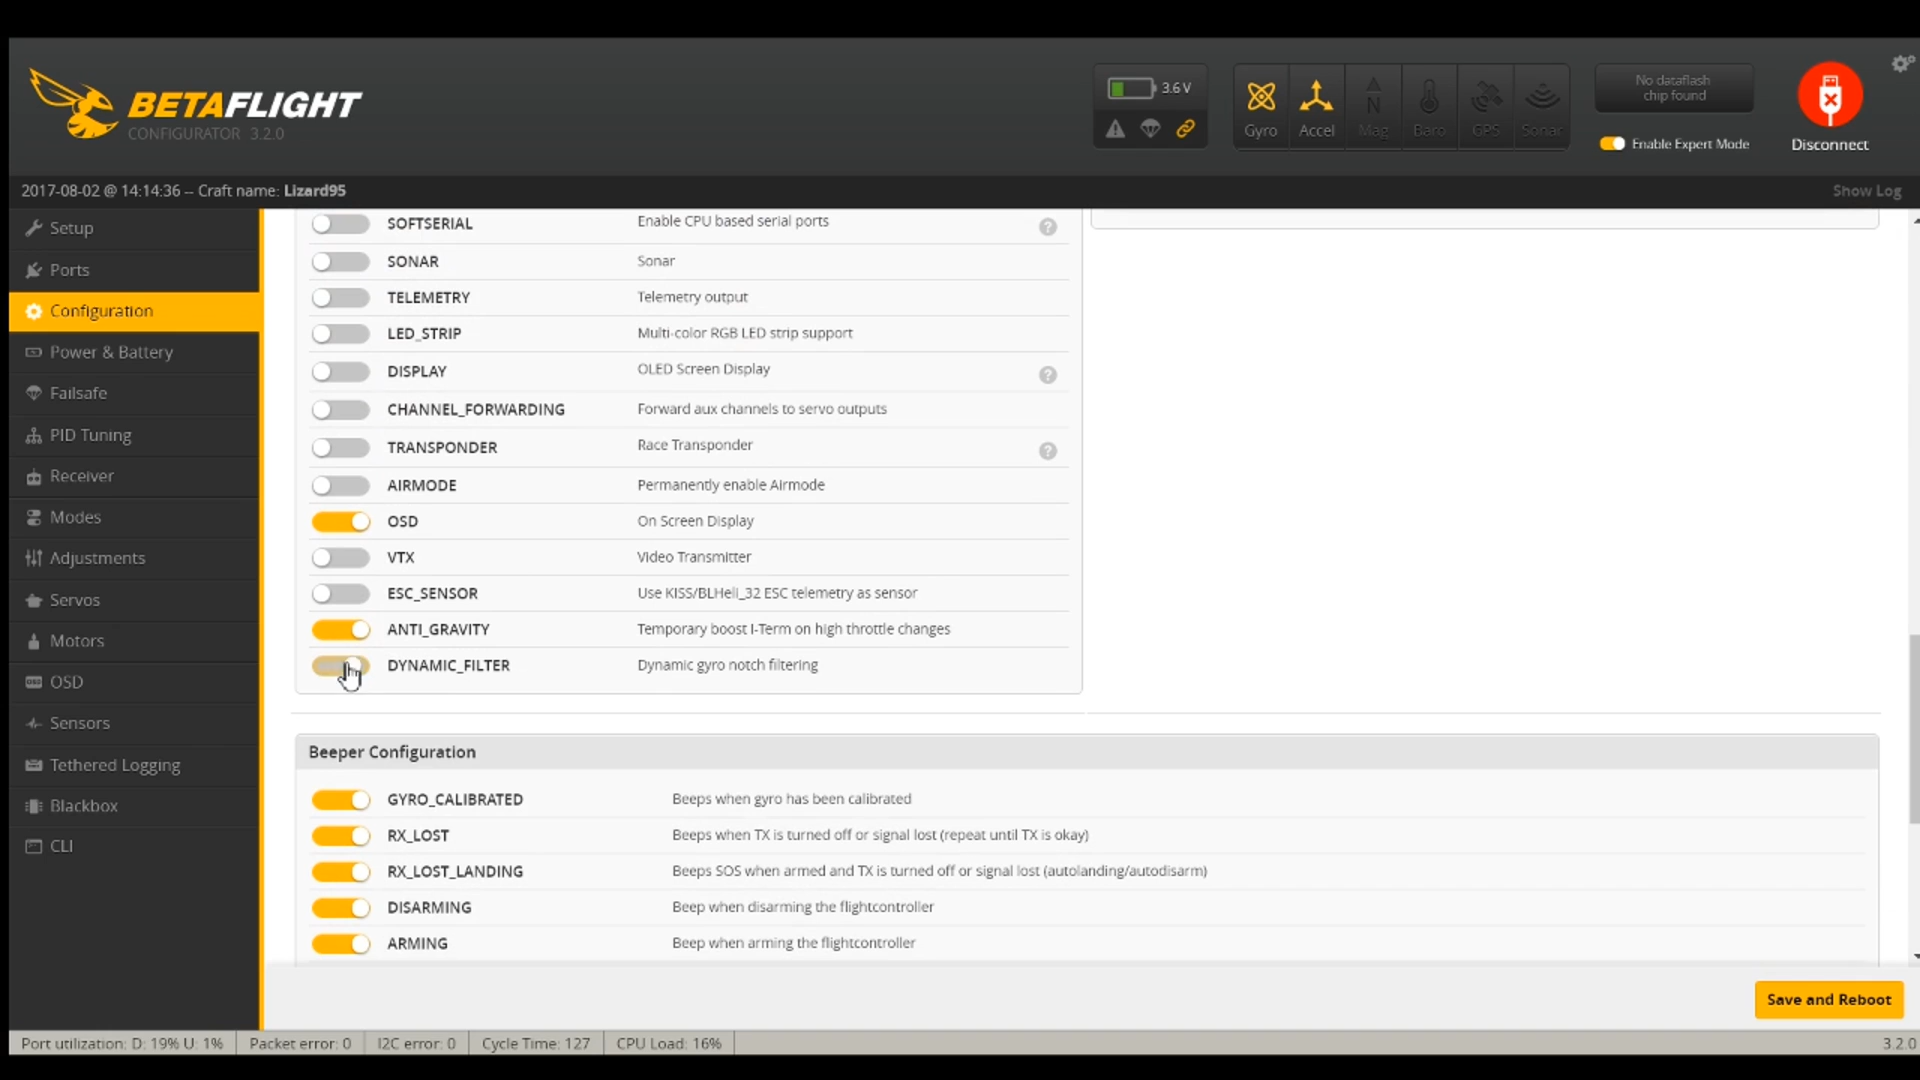 BETAFLIGHT
CONFIGURATOR 3.2.0
3.6 V
Gyro Accel Mag Baro GPS Sonar
No dataflash
chip found
Enable Expert Mode
Disconnect
2017-08-02 @ 14:14:36 -- Craft name: Lizard95
Show Log
Setup
Ports
Configuration
Power & Battery
Failsafe
PID Tuning
Receiver
Modes
Adjustments
Servos
Motors
OSD
Sensors
Tethered Logging
Blackbox
CLI
SOFTSERIAL Enable CPU based serial ports ?
SONAR Sonar
TELEMETRY Telemetry output
LED_STRIP Multi-color RGB LED strip support
DISPLAY OLED Screen Display ?
CHANNEL_FORWARDING Forward aux channels to servo outputs
TRANSPONDER Race Transponder ?
AIRMODE Permanently enable Airmode
OSD On Screen Display
VTX Video Transmitter
ESC_SENSOR Use KISS/BLHeli_32 ESC telemetry as sensor
ANTI_GRAVITY Temporary boost I-Term on high throttle changes
DYNAMIC_FILTER Dynamic gyro notch filtering
Beeper Configuration
GYRO_CALIBRATED Beeps when gyro has been calibrated
RX_LOST Beeps when TX is turned off or signal lost (repeat until TX is okay)
RX_LOST_LANDING Beeps SOS when armed and TX is turned off or signal lost (autolanding/autodisarm)
DISARMING Beep when disarming the flightcontroller
ARMING Beep when arming the flightcontroller
Save and Reboot
Port utilization: D: 19% U: 1% Packet error: 0 I2C error: 0 Cycle Time: 127 CPU Load: 16% 3.2.0